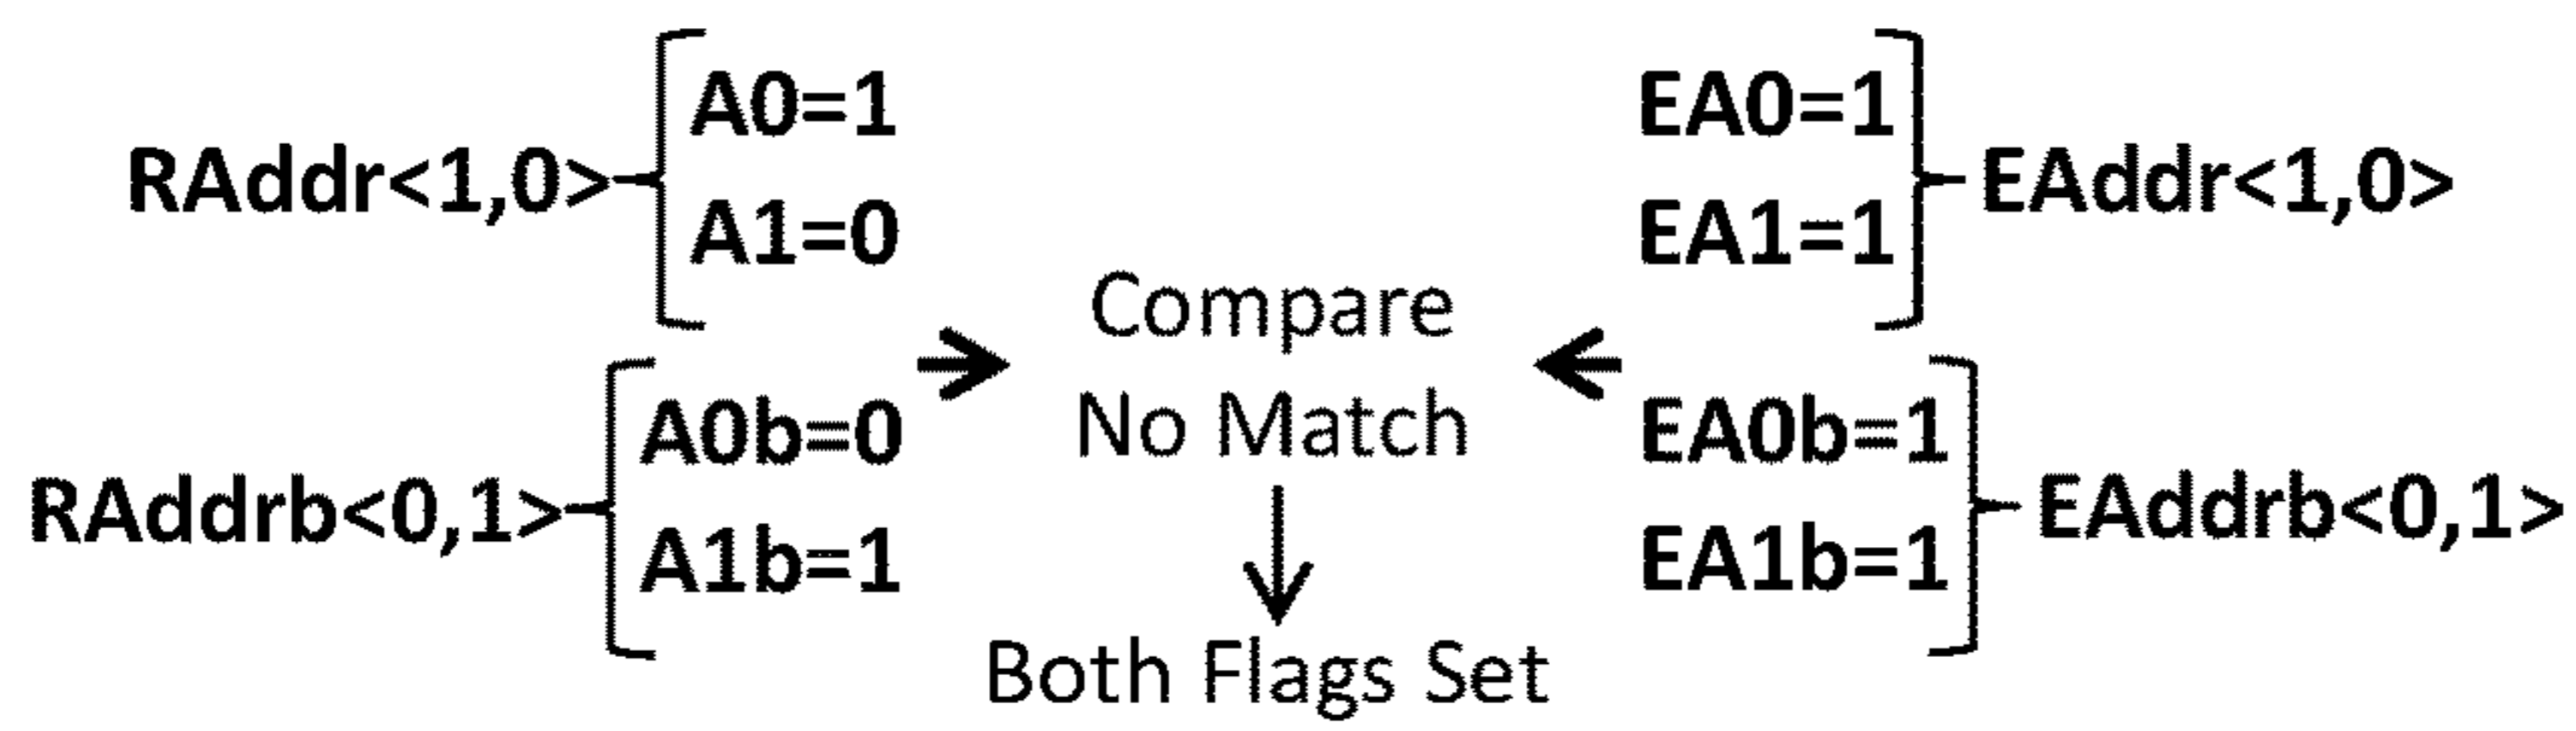 RAddr<1,0>
A0=1
A1=0
RAddrb<0,1>
A0b=0
A1b=1
Compare
No Match
Both Flags Set
EA0=1
EA1=1
EAddr<1,0>
EA0b=1
EA1b=1
EAddrb<0,1>